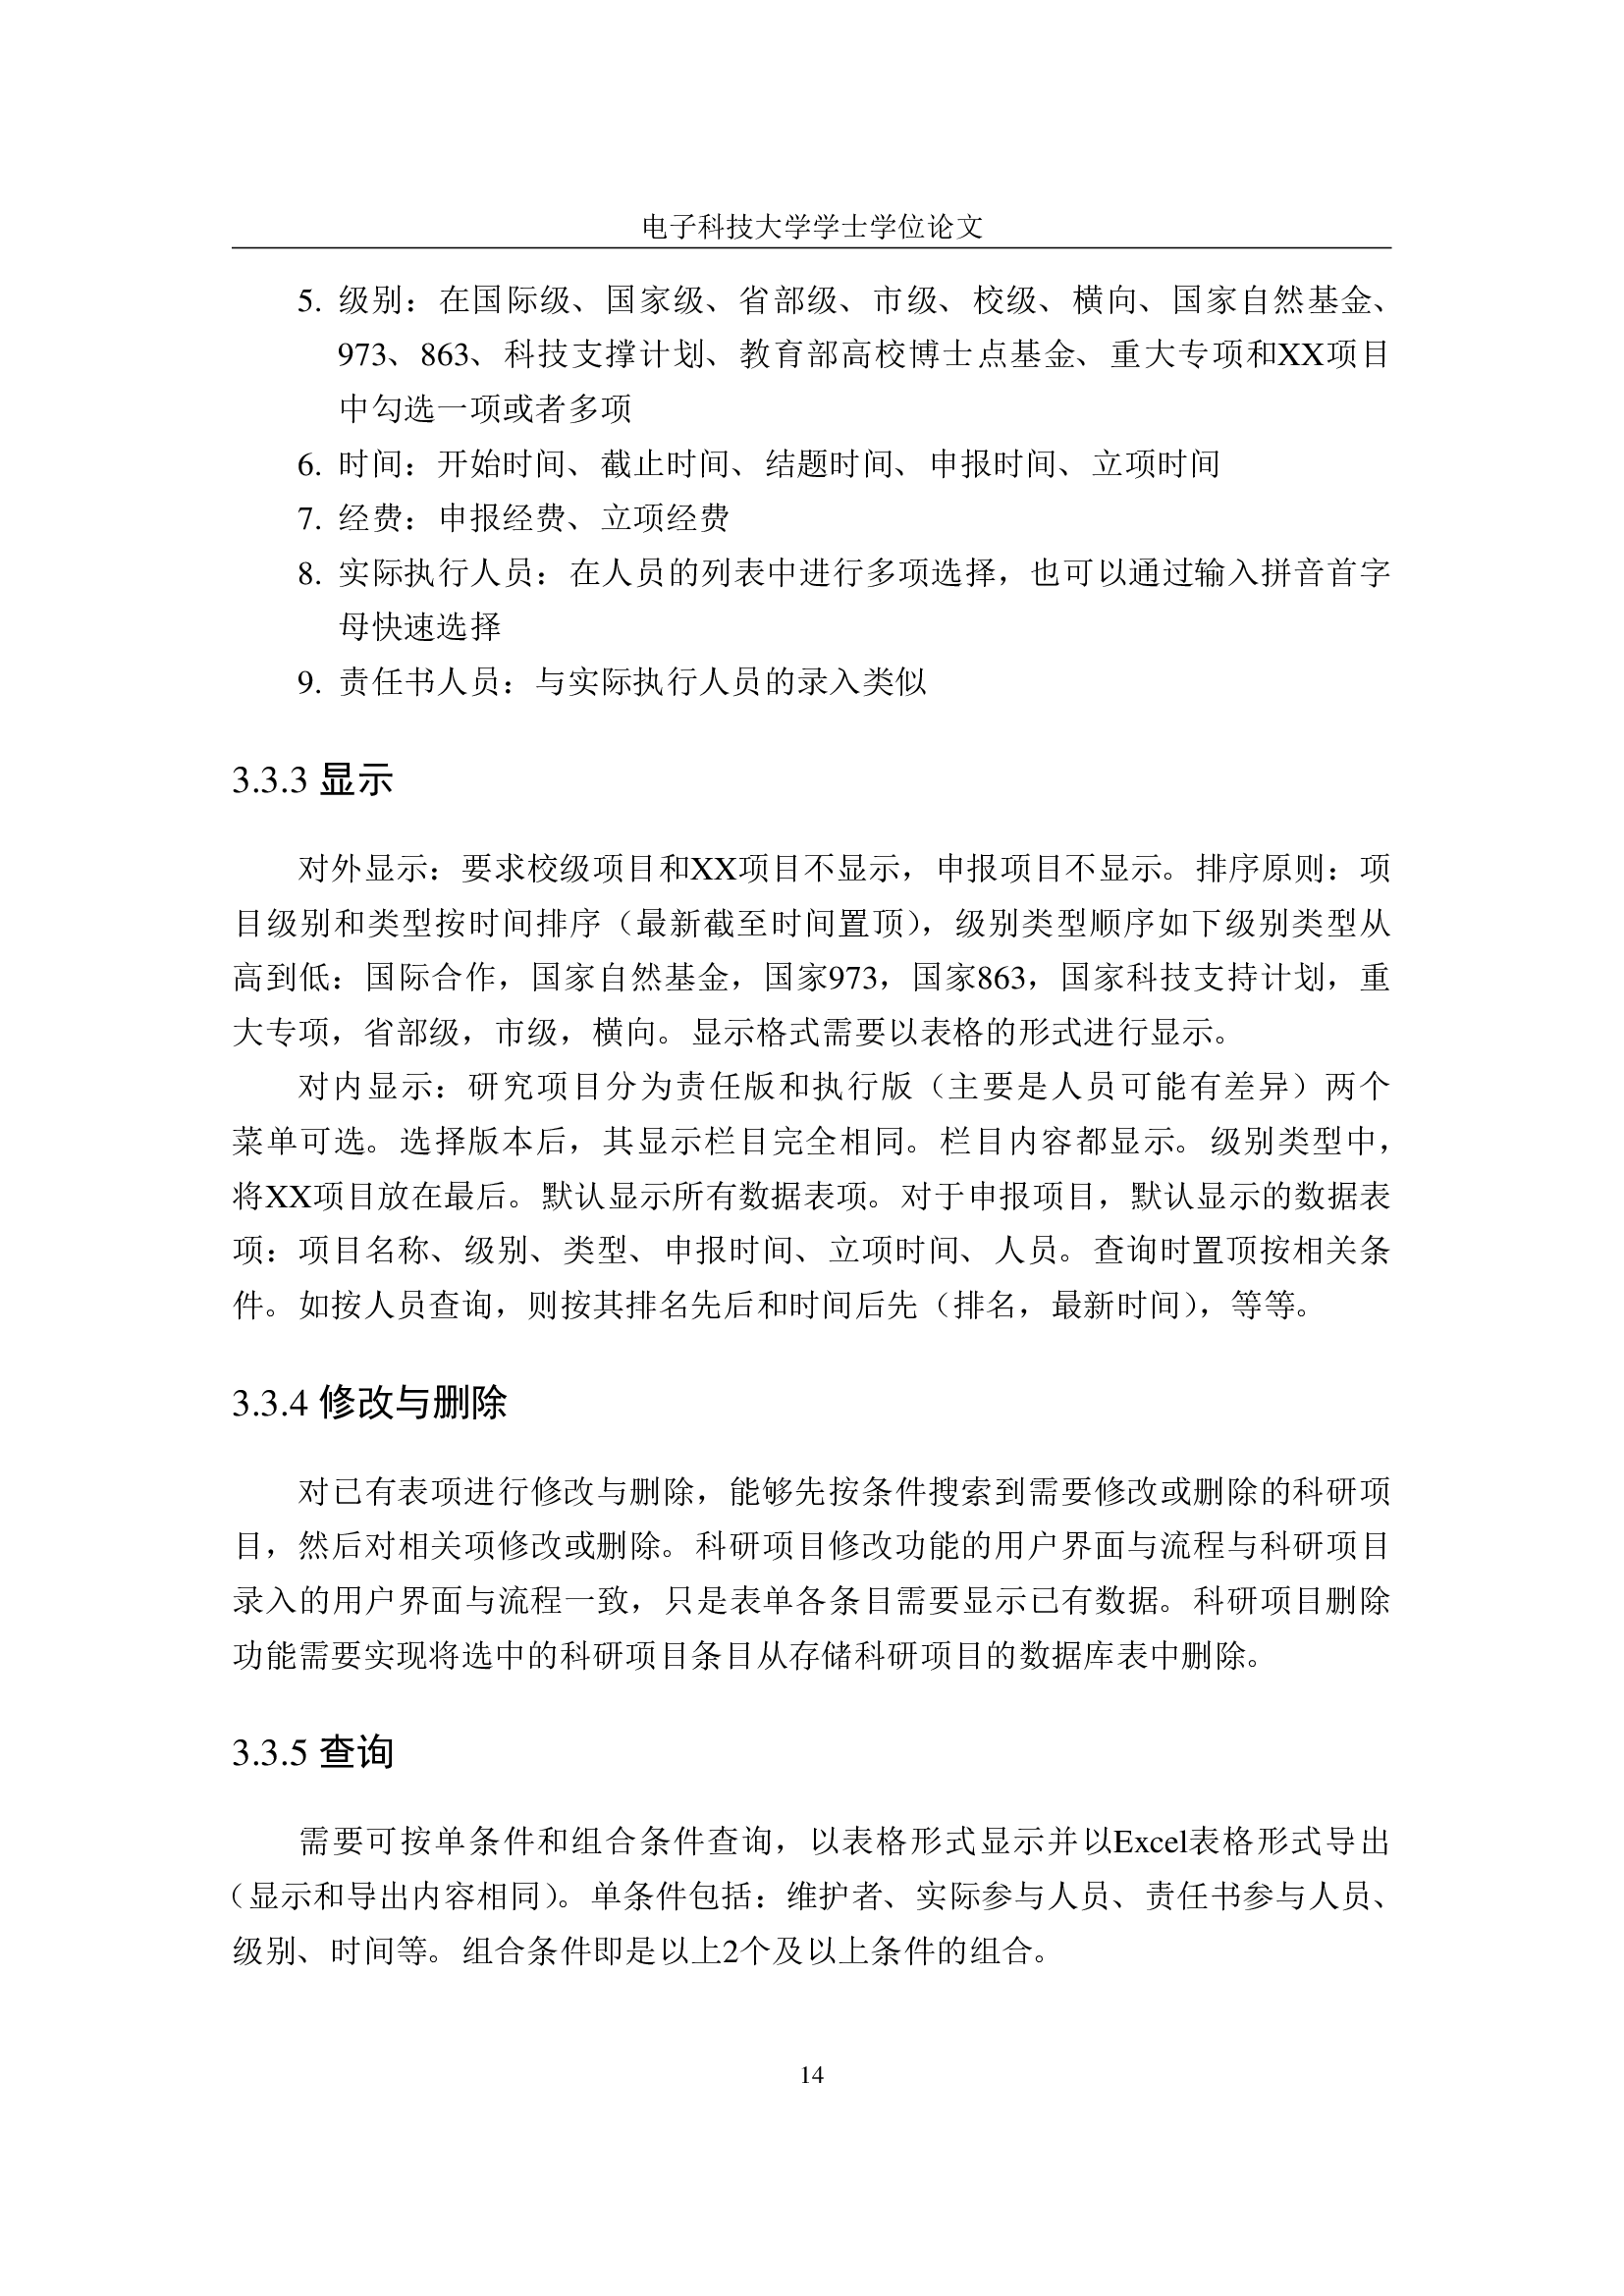 电子科技大学学士学位论文
5. 级别：在国际级、国家级、省部级、市级、校级、横向、国家自然基金、
973、863、科技支撑计划、教育部高校博士点基金、重大专项和XX项目
中勾选一项或者多项
6. 时间：开始时间、截止时间、结题时间、申报时间、立项时间
7. 经费：申报经费、立项经费
8. 实际执行人员：在人员的列表中进行多项选择，也可以通过输入拼音首字
母快速选择
9. 责任书人员：与实际执行人员的录入类似
3.3.3 显示
对外显示：要求校级项目和XX项目不显示，申报项目不显示。排序原则：项
目级别和类型按时间排序（最新截至时间置顶），级别类型顺序如下级别类型从
高到低：国际合作，国家自然基金，国家973，国家863，国家科技支持计划，重
大专项，省部级，市级，横向。显示格式需要以表格的形式进行显示。
对内显示：研究项目分为责任版和执行版（主要是人员可能有差异）两个
菜单可选。选择版本后，其显示栏目完全相同。栏目内容都显示。级别类型中，
将XX项目放在最后。默认显示所有数据表项。对于申报项目，默认显示的数据表
项：项目名称、级别、类型、申报时间、立项时间、人员。查询时置顶按相关条
件。如按人员查询，则按其排名先后和时间后先（排名，最新时间），等等。
3.3.4 修改与删除
对已有表项进行修改与删除，能够先按条件搜索到需要修改或删除的科研项
目，然后对相关项修改或删除。科研项目修改功能的用户界面与流程与科研项目
录入的用户界面与流程一致，只是表单各条目需要显示已有数据。科研项目删除
功能需要实现将选中的科研项目条目从存储科研项目的数据库表中删除。
3.3.5 查询
需要可按单条件和组合条件查询，以表格形式显示并以Excel表格形式导出
（显示和导出内容相同）。单条件包括：维护者、实际参与人员、责任书参与人员、
级别、时间等。组合条件即是以上2个及以上条件的组合。
14